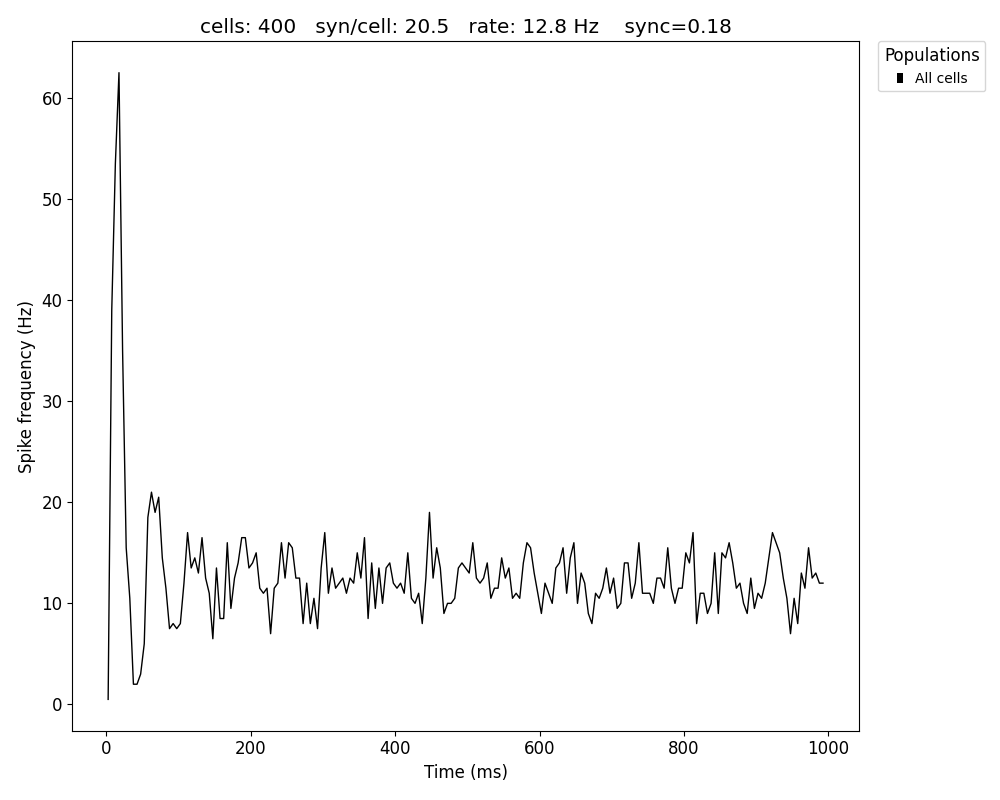 cells: 400   syn/cell: 20.5   rate: 12.8 Hz    sync=0.18
Populations
All cells
Spike frequency (Hz)
60
50
40
30
20
10
0
0 200 400 600 800 1000
Time (ms)